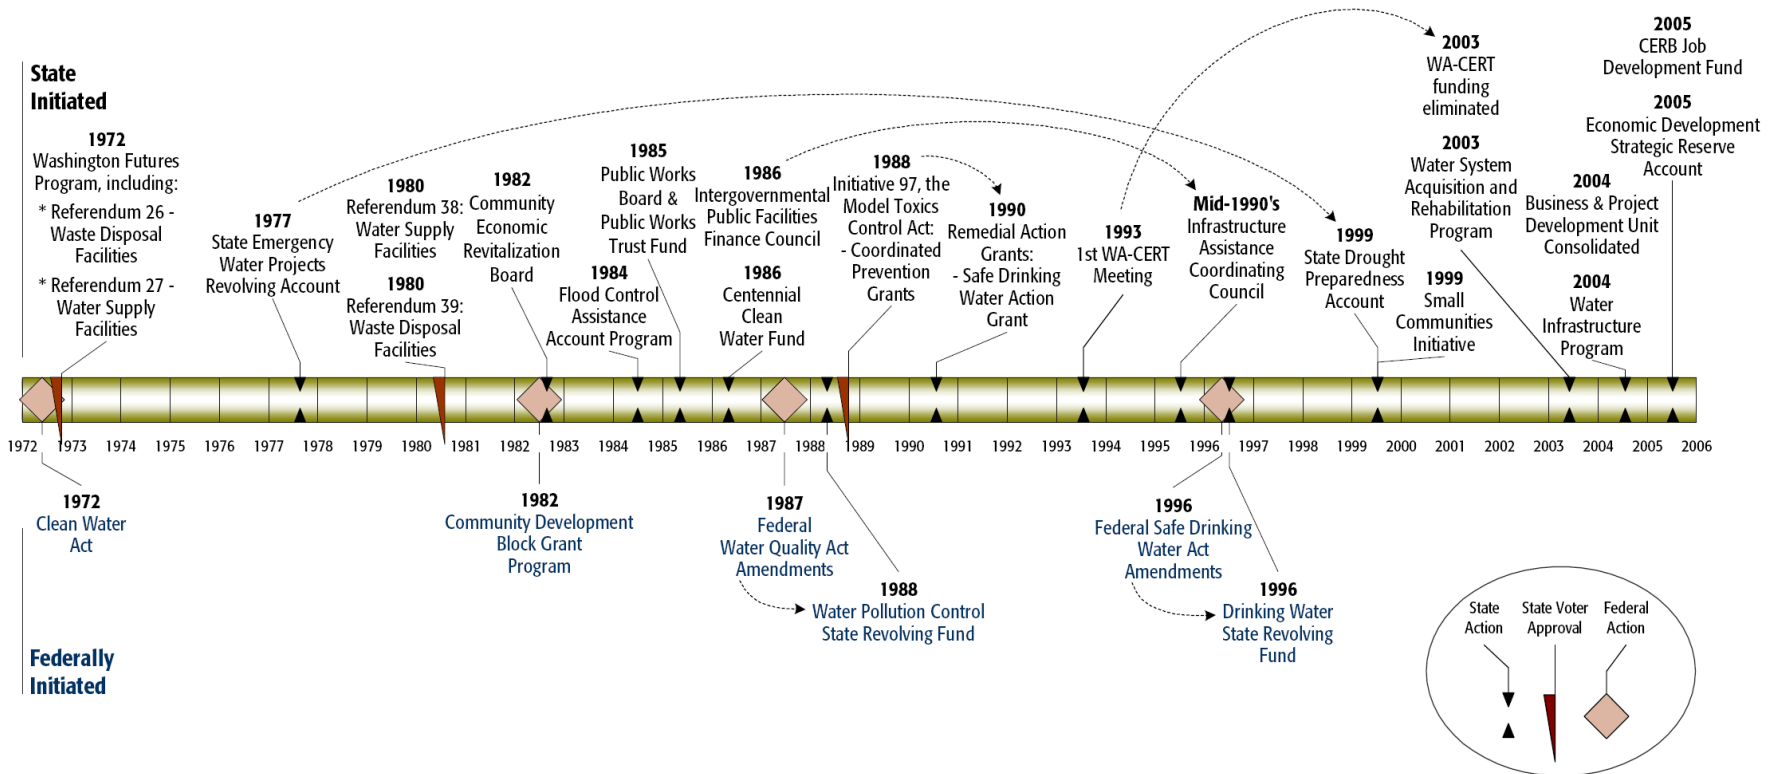 State
Initiated
1972
Washington Futures
Program, including:
* Referendum 26 -
Waste Disposal
Facilities
* Referendum 27 -
Water Supply
Facilities
1977
State Emergency
Water Projects
Revolving Account
1980
Referendum 38:
Water Supply
Facilities
1980
Referendum 39:
Waste Disposal
Facilities
1982
Community
Economic
Revitalization
Board
1984
Flood Control
Assistance
Account Program
1985
Public Works
Board &
Public Works
Trust Fund
1986
Intergovernmental
Public Facilities
Finance Council
1986
Centennial
Clean
Water Fund
1988
Initiative 97, the
Model Toxics
Control Act:
- Coordinated
Prevention
Grants
1990
Remedial Action
Grants:
- Safe Drinking
Water Action
Grant
1993
1st WA-CERT
Meeting
Mid-1990's
Infrastructure
Assistance
Coordinating
Council
1999
State Drought
Preparedness
Account
1999
Small
Communities
Initiative
2003
WA-CERT
funding
eliminated
2003
Water System
Acquisition and
Rehabilitation
Program
2004
Business & Project
Development Unit
Consolidated
2004
Water
Infrastructure
Program
2005
CERB Job
Development Fund
2005
Economic Development
Strategic Reserve
Account
1972 1973 1974 1975 1976 1977 1978 1979 1980 1981 1982 1983 1984 1985 1986 1987 1988 1989 1990 1991 1992 1993 1994 1995 1996 1997 1998 1999 2000 2001 2002 2003 2004 2005 2006
1972
Clean Water
Act
1982
Community Development
Block Grant
Program
1987
Federal
Water Quality Act
Amendments
1988
Water Pollution Control
State Revolving Fund
1996
Federal Safe Drinking
Water Act
Amendments
1996
Drinking Water
State Revolving
Fund
Federally
Initiated
State
Action
State Voter
Approval
Federal
Action